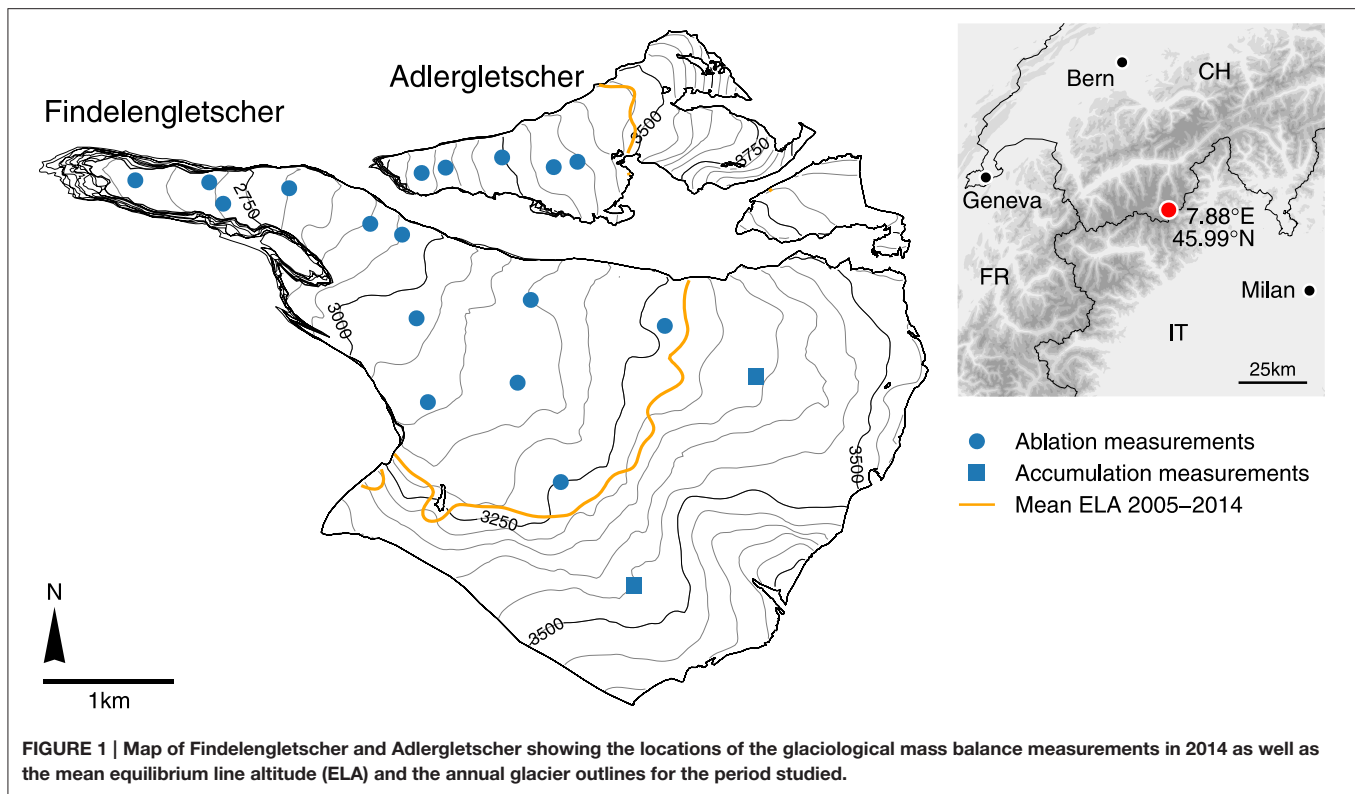 Adlergletscher
Findelengletscher
3500
3750
2750
3000
3250
3500
3500
N
1km
Bern
CH
Geneva
7.88°E
45.99°N
FR
Milan
IT
25km
Ablation measurements
Accumulation measurements
Mean ELA 2005–2014
FIGURE 1 | Map of Findelengletscher and Adlergletscher showing the locations of the glaciological mass balance measurements in 2014 as well as
the mean equilibrium line altitude (ELA) and the annual glacier outlines for the period studied.